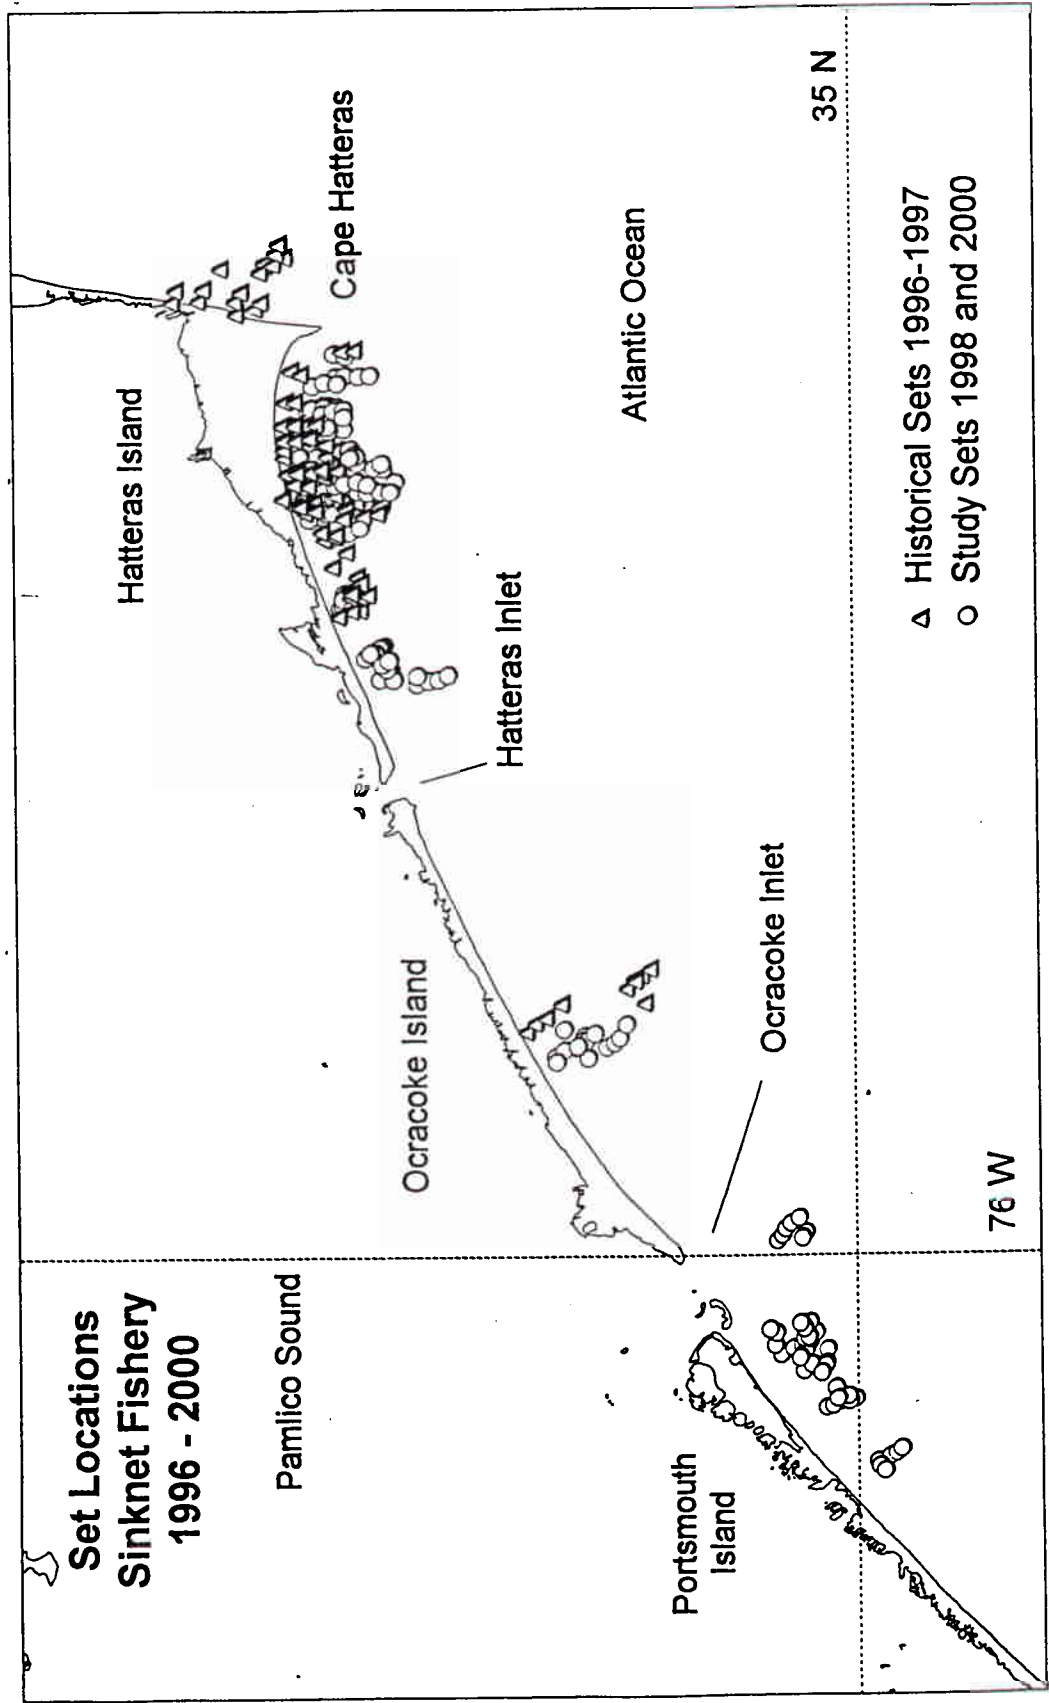 Set Locations
Sinknet Fishery
1996 - 2000
Pamlico Sound
Hatteras Island
Cape Hatteras
Ocracoke Island
Hatteras Inlet
Atlantic Ocean
Portsmouth
Island
Ocracoke Inlet
35 N
76 W
Historical Sets 1996-1997
Study Sets 1998 and 2000